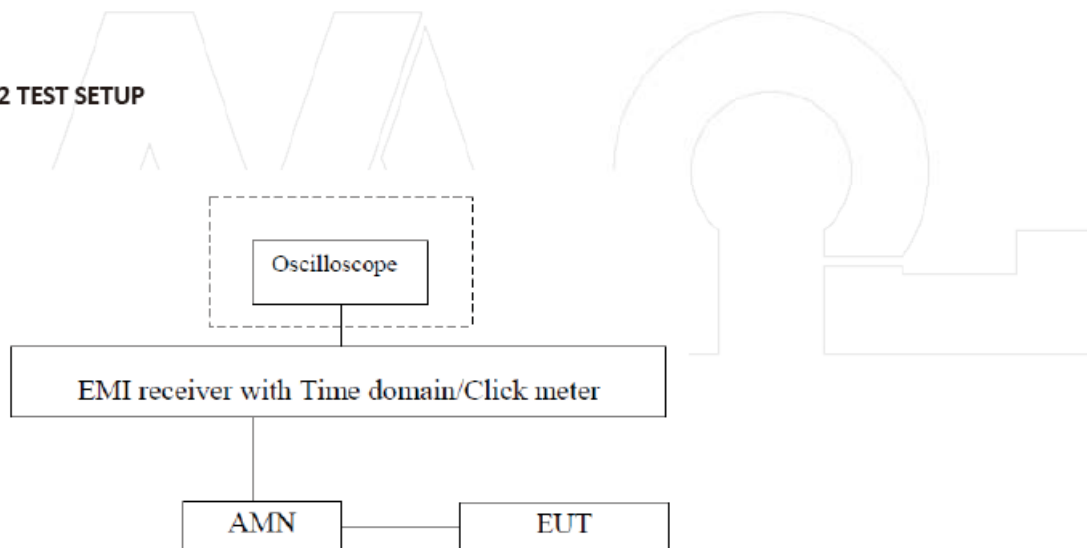 2 TEST SETUP
Oscilloscope
EMI receiver with Time domain/Click meter
AMN
EUT